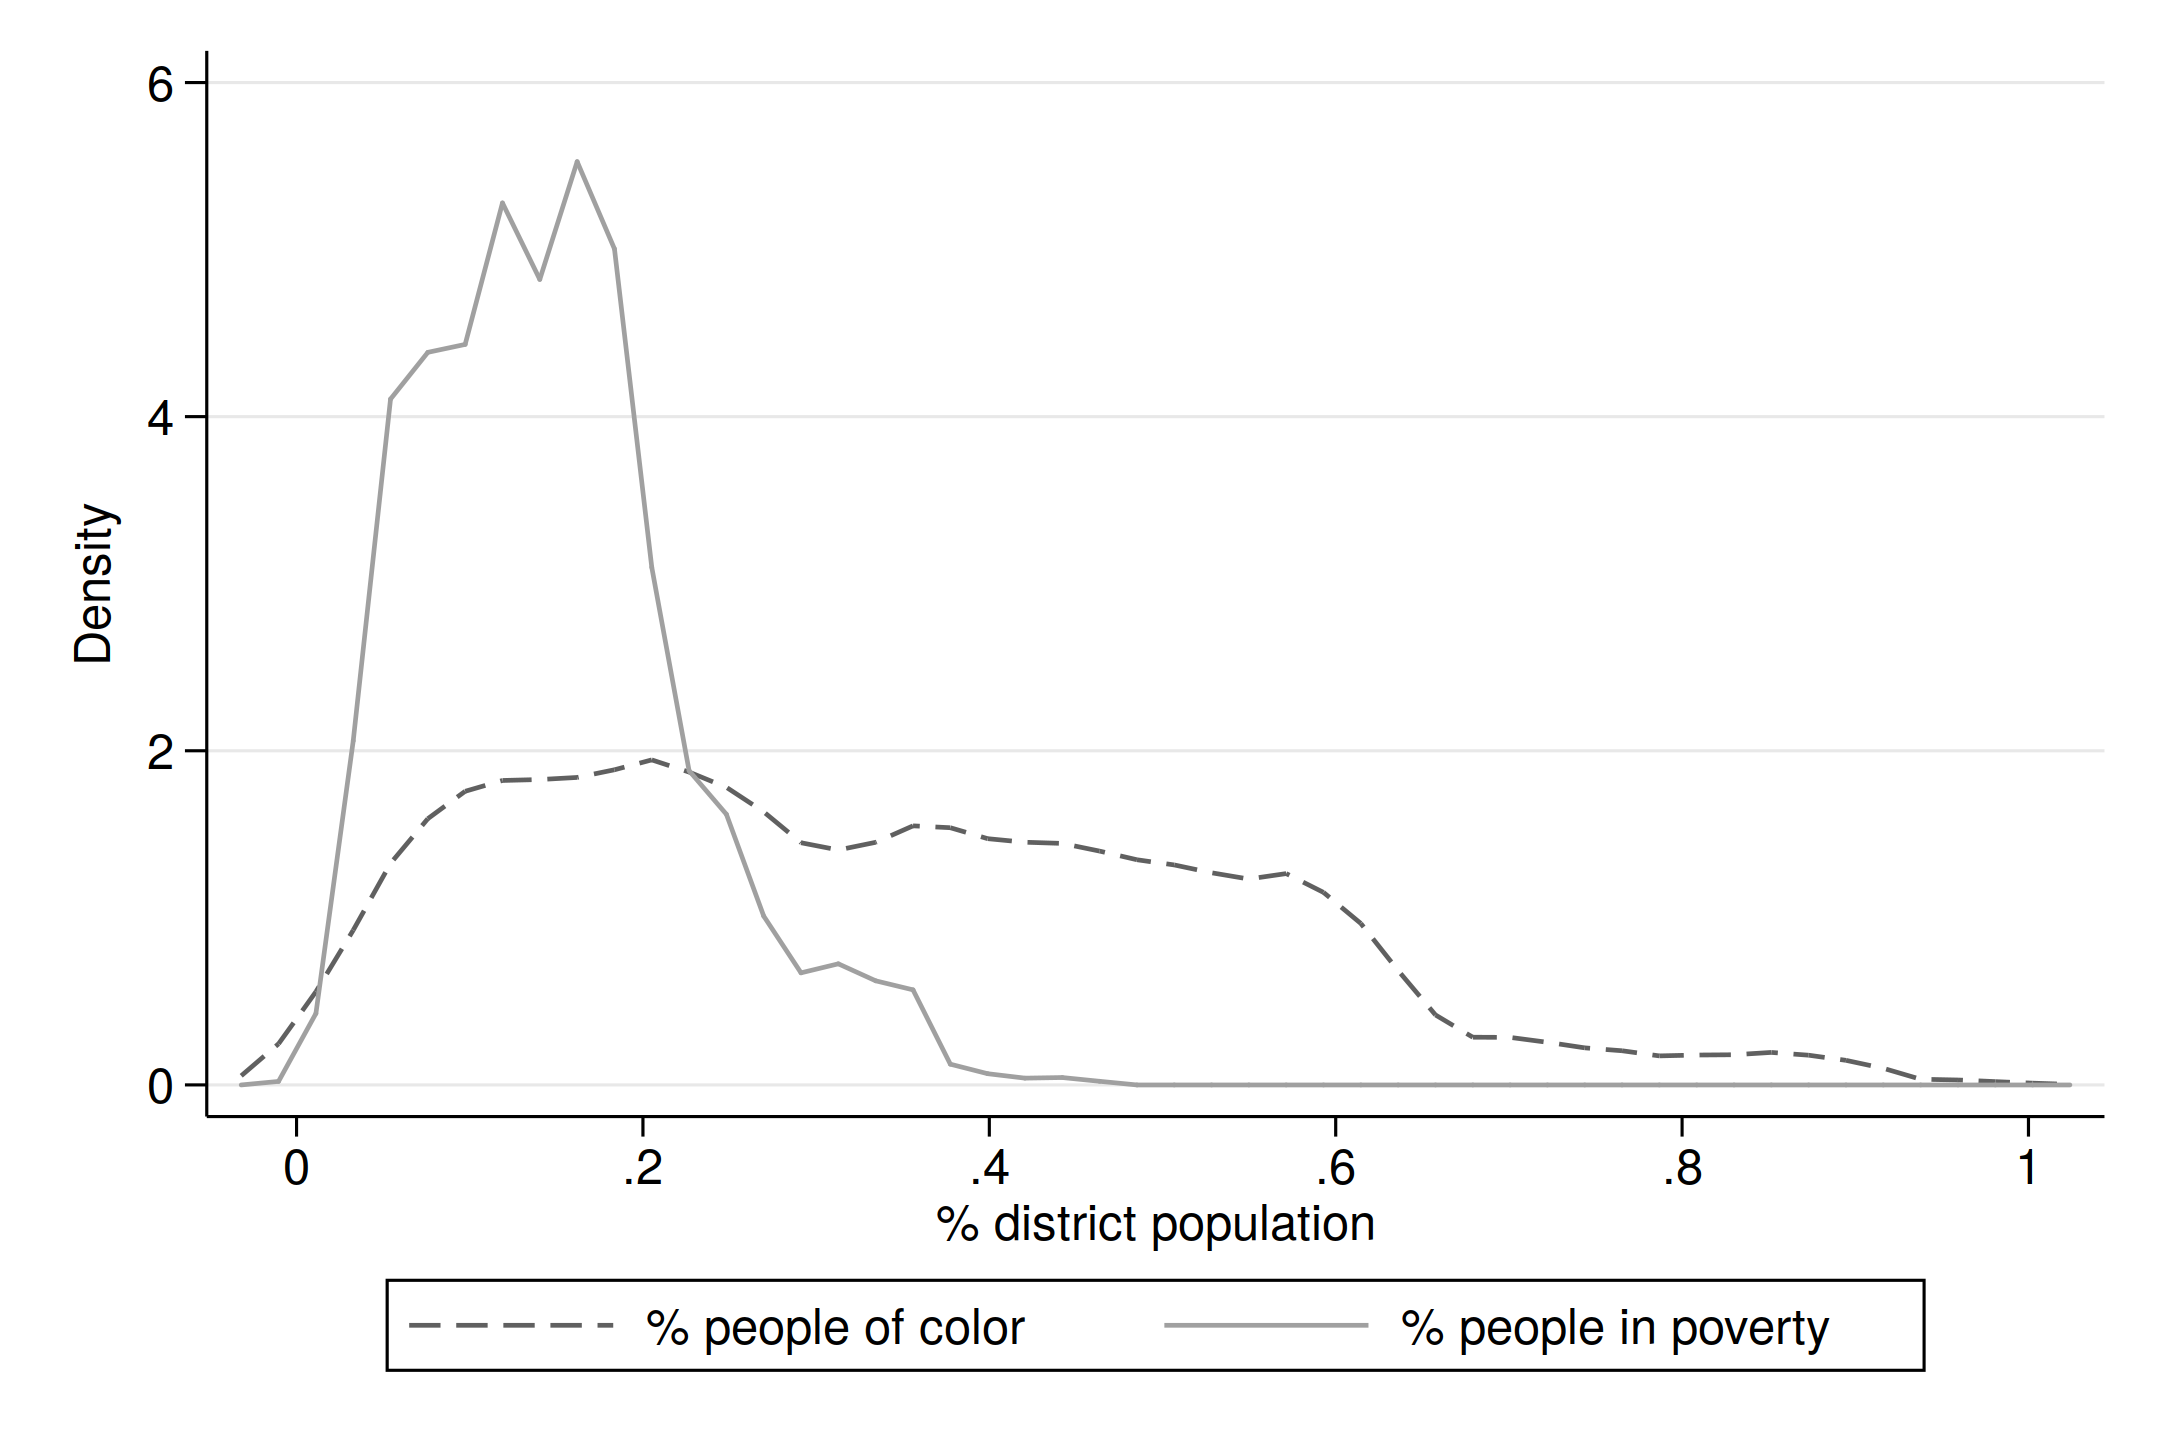 6
4
2
0
Density
0 .2 .4 .6 .8 1
% district population
% people of color % people in poverty